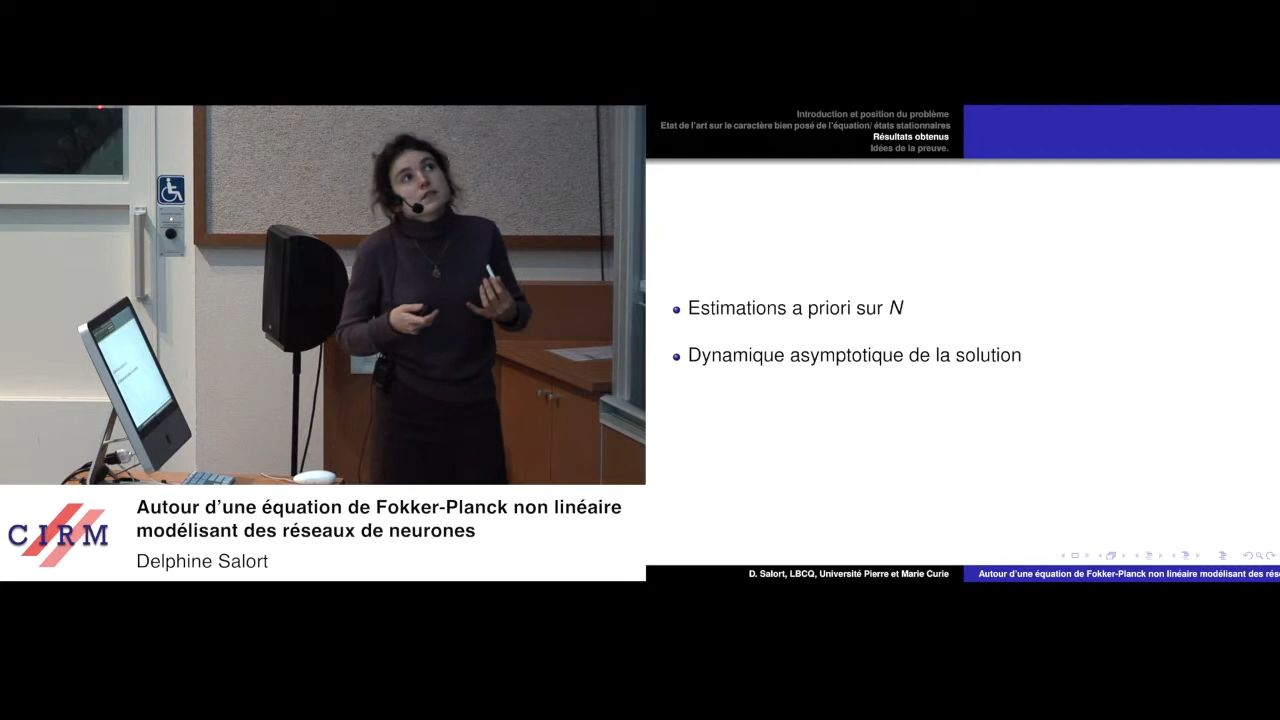 Introduction et position du problème
Etat de l'art sur le caractère bien posé de l'équation/ états stationnaires
Résultats obtenus
Idées de la preuve.
Estimations a priori sur N
Dynamique asymptotique de la solution
CIRM
Autour d'une équation de Fokker-Planck non linéaire
modélisant des réseaux de neurones
Delphine Salort
D. Salort, LBCQ, Université Pierre et Marie Curie
Autour d'une équation de Fokker-Planck non linéaire modélisant des rés